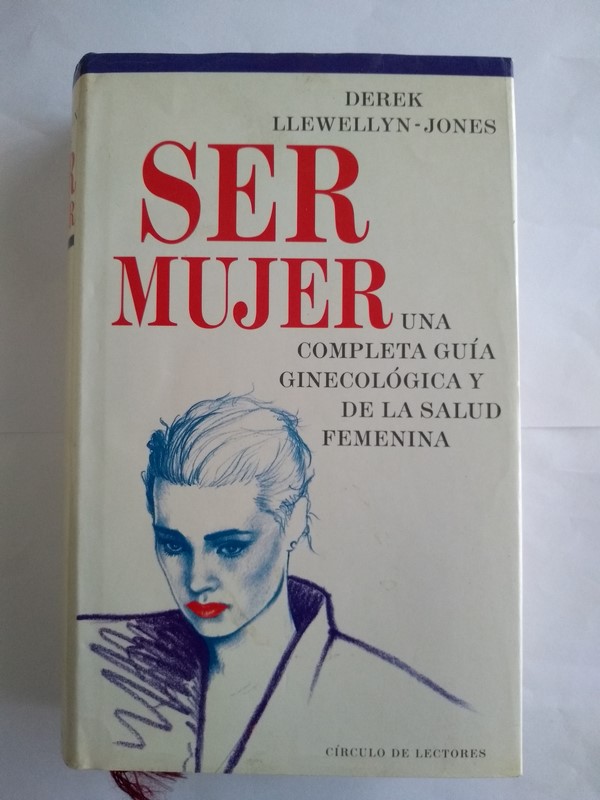 DEREK
LLEWELLYN-JONES
SER
MUJER
UNA
COMPLETA GUÍA
GINECOLÓGICA Y
DE LA SALUD
FEMENINA
CÍRCULO DE LECTORES